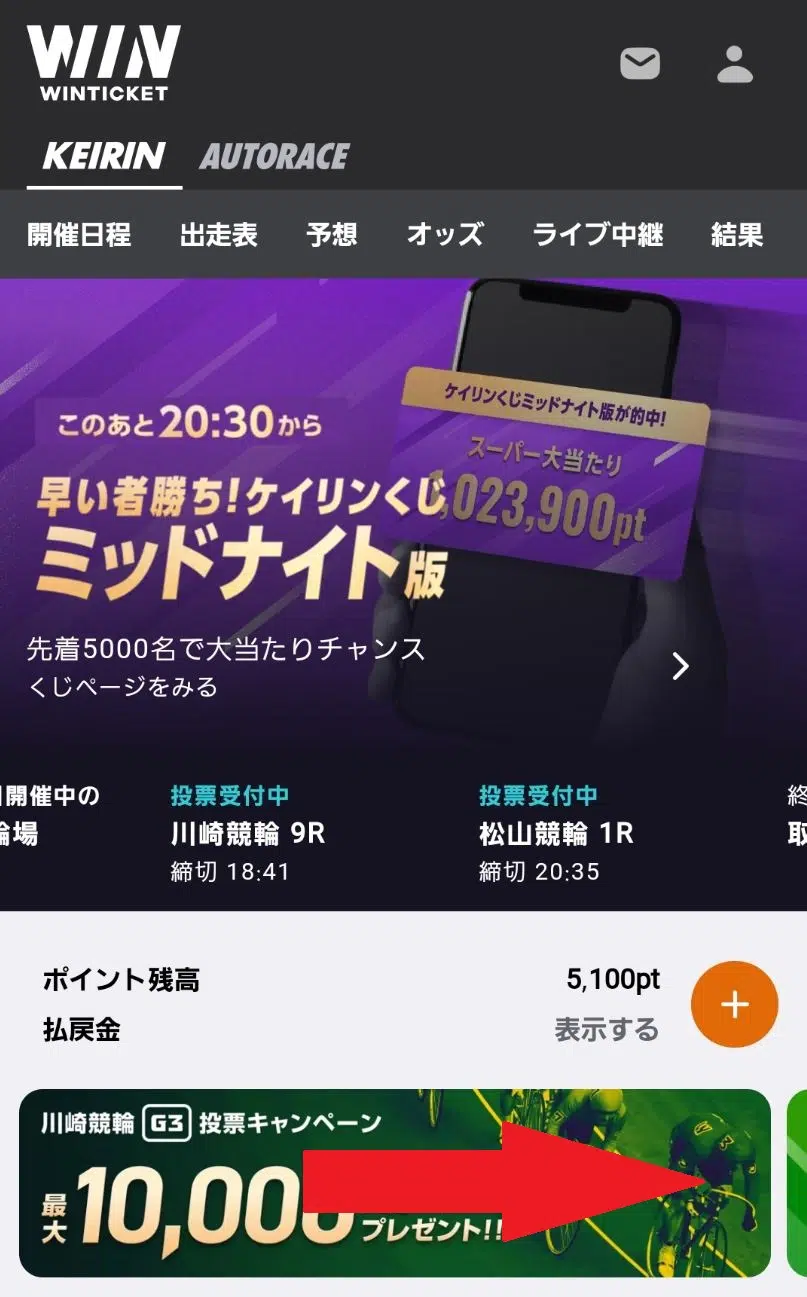 WIN
WINTICKET
KEIRIN AUTORACE
開催日程 出走表 予想 オッズ ライブ中継 結果
ケイリンくじミッドナイト版が的中!
スーパー大当たり
,023,900pt
このあと20:30から
早い者勝ち!ケイリンくじ
ミッドナイト版
先着5000名で大当たりチャンス
くじページをみる
開催中の
輪場
投票受付中
川崎競輪 9R
締切 18:41
投票受付中
松山競輪 1R
締切 20:35
終
取
ポイント残高 5,100pt
払戻金 表示する
川崎競輪 G3 投票キャンペーン
最大10,000
プレゼント!!